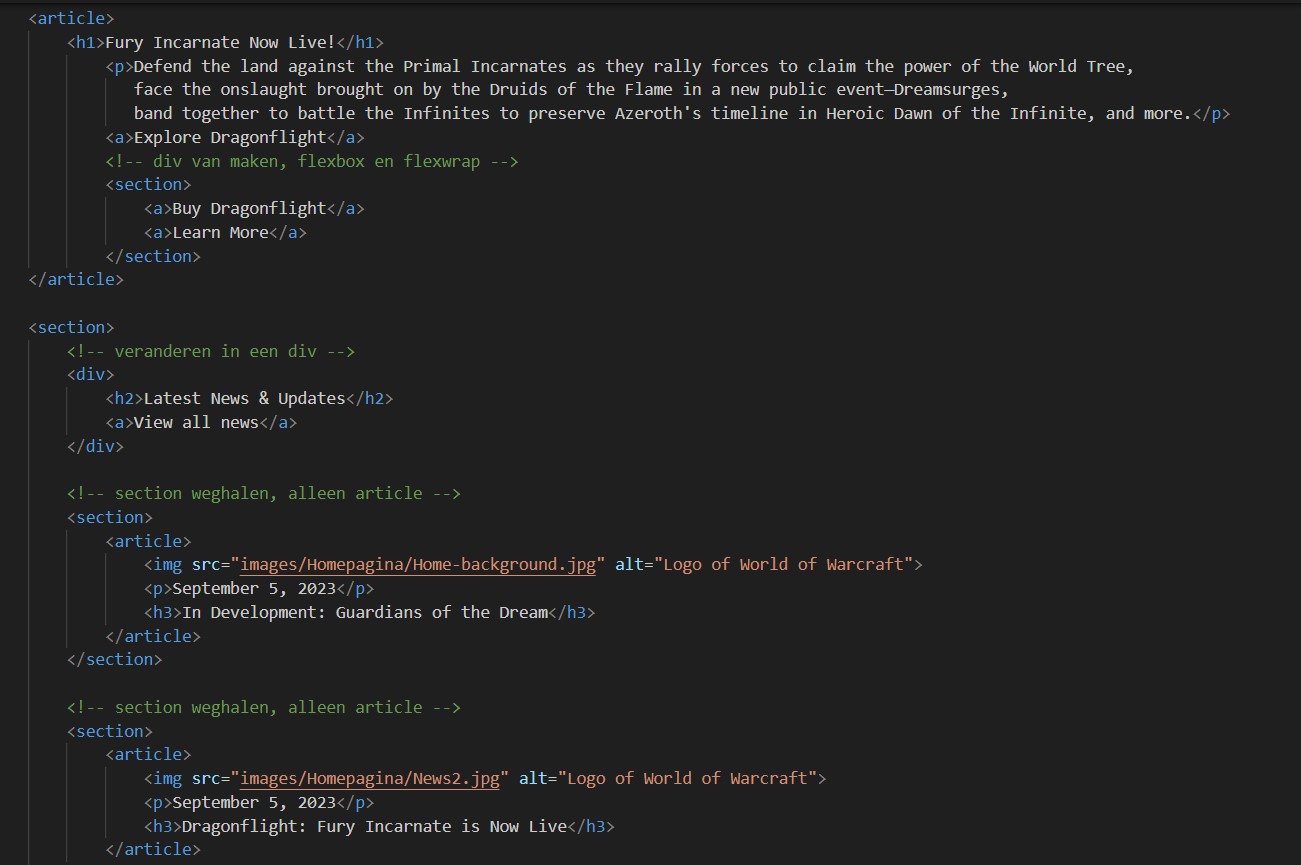 <article>
<h1>Fury Incarnate Now Live!</h1>
<p>Defend the land against the Primal Incarnates as they rally forces to claim the power of the World Tree,
face the onslaught brought on by the Druids of the Flame in a new public event—Dreamsurges,
band together to battle the Infinites to preserve Azeroth's timeline in Heroic Dawn of the Infinite, and more.</p>
<a>Explore Dragonflight</a>
<!-- div van maken, flexbox en flexwrap -->
<section>
<a>Buy Dragonflight</a>
<a>Learn More</a>
</section>
</article>
<section>
<!-- veranderen in een div -->
<div>
<h2>Latest News & Updates</h2>
<a>View all news</a>
</div>
<!-- section weghalen, alleen article -->
<section>
<article>
<img src="images/Homepagina/Home-background.jpg" alt="Logo of World of Warcraft">
<p>September 5, 2023</p>
<h3>In Development: Guardians of the Dream</h3>
</article>
</section>
<!-- section weghalen, alleen article -->
<section>
<article>
<img src="images/Homepagina/News2.jpg" alt="Logo of World of Warcraft">
<p>September 5, 2023</p>
<h3>Dragonflight: Fury Incarnate is Now Live</h3>
</article>